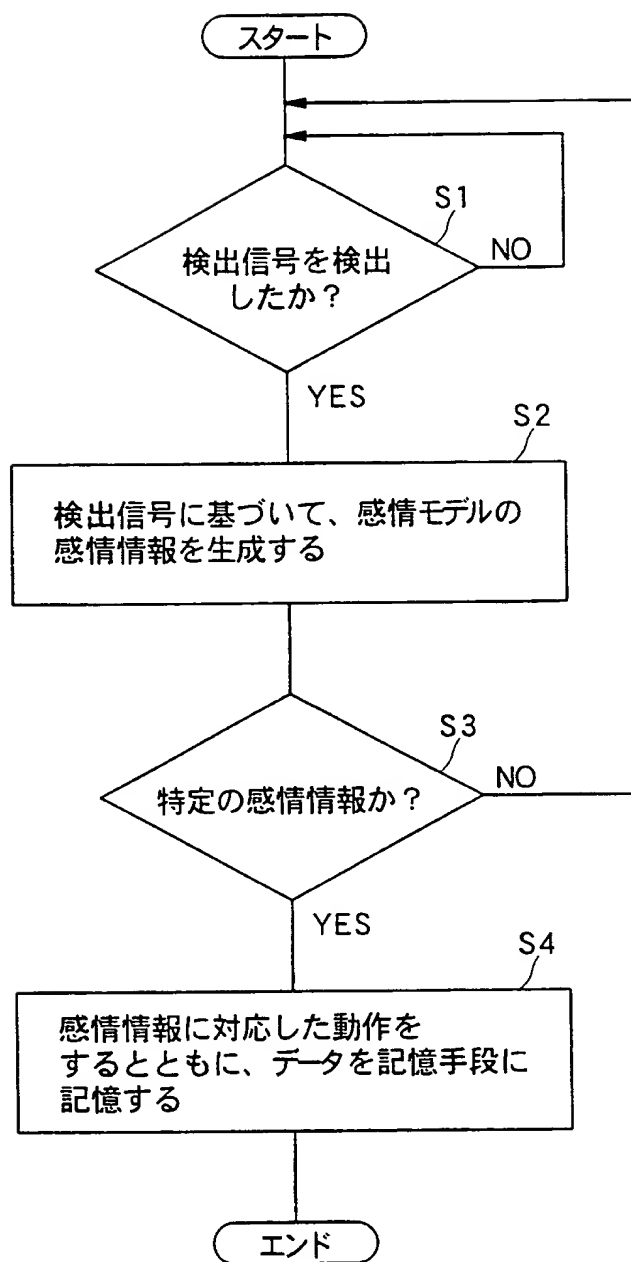 スタート
S1
検出信号を検出
したか？
NO
YES
S2
検出信号に基づいて、感情モデルの
感情情報を生成する
S3
特定の感情情報か？
NO
YES
S4
感情情報に対応した動作を
するとともに、データを記憶手段に
記憶する
エンド